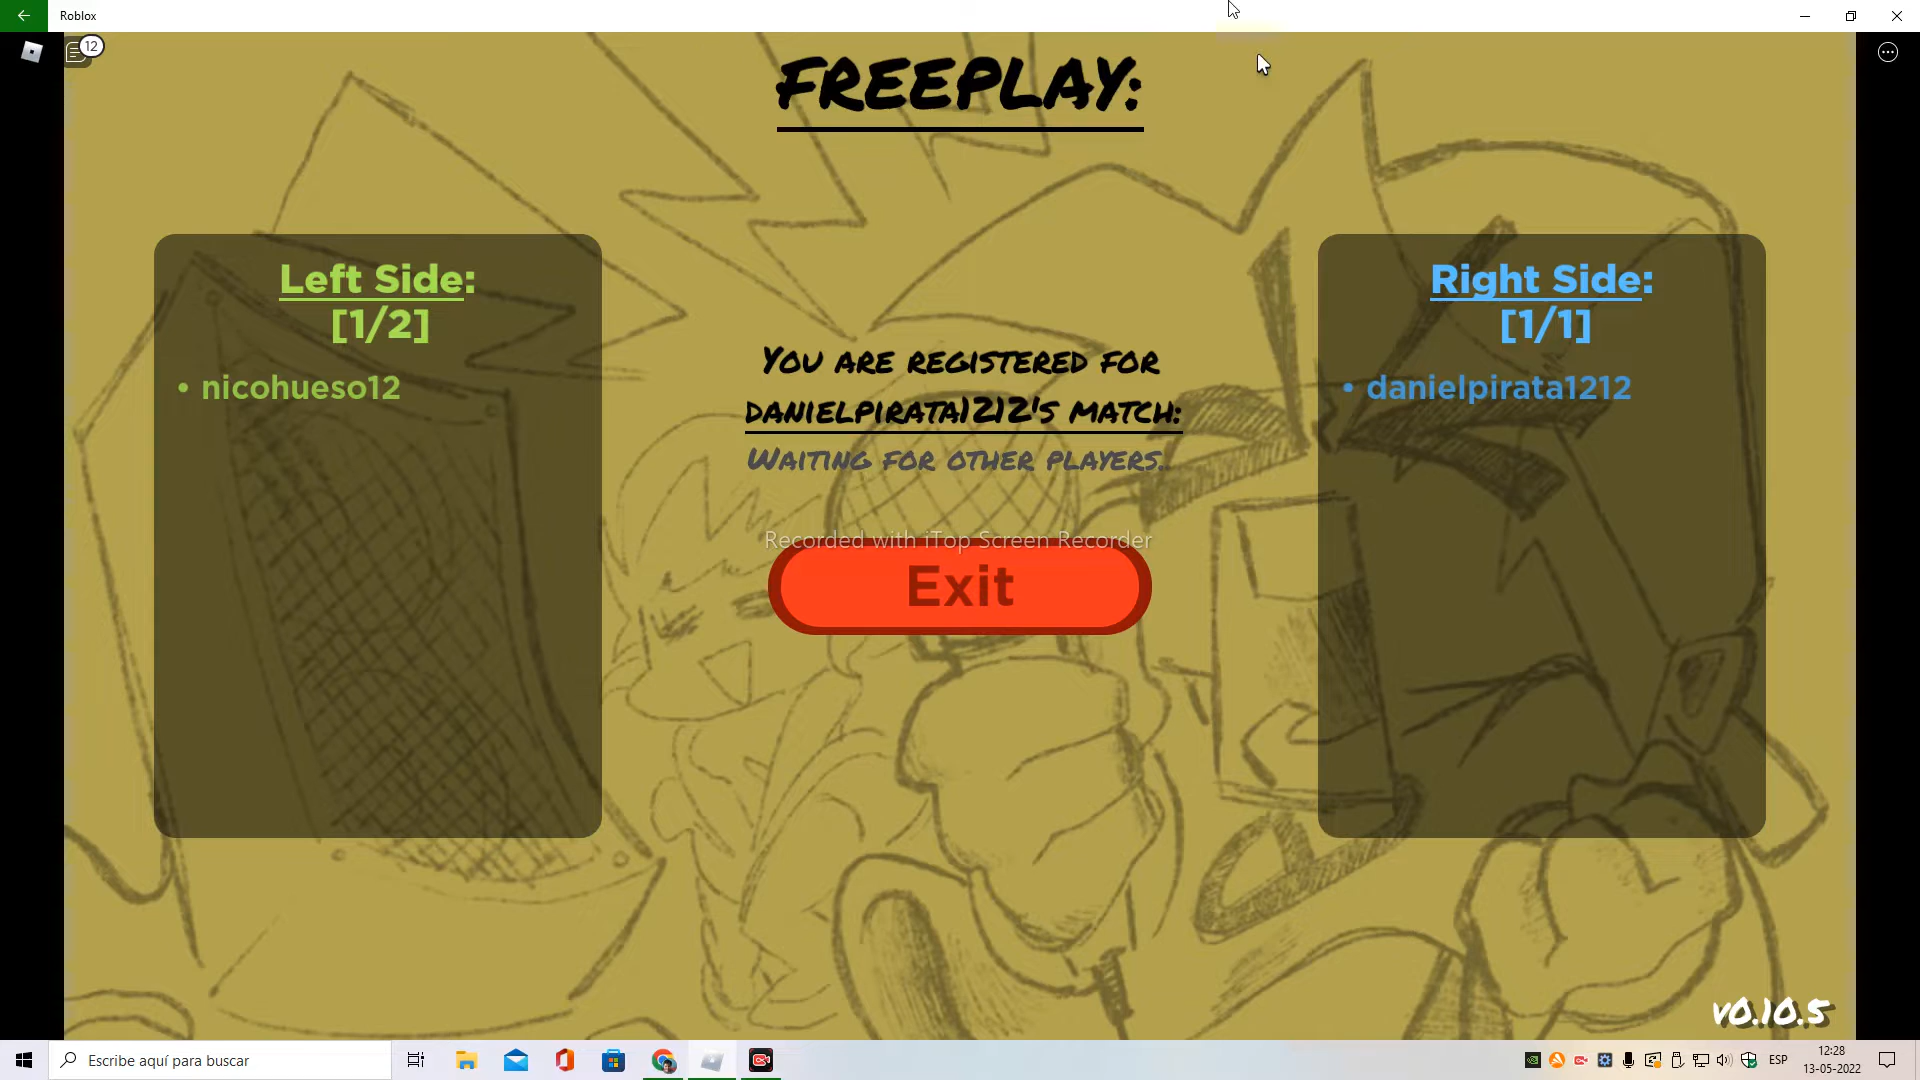 Roblox
12
FREEPLAY:
Left Side:
[1/2]
• nicohueso12
You are registered for
danielpirata1212's match:
Waiting for other players..
Recorded with iTop Screen Recorder
Exit
Right Side:
[1/1]
• danielpirata1212
v0.10.5
Escribe aquí para buscar
ESP
12:28
13-05-2022